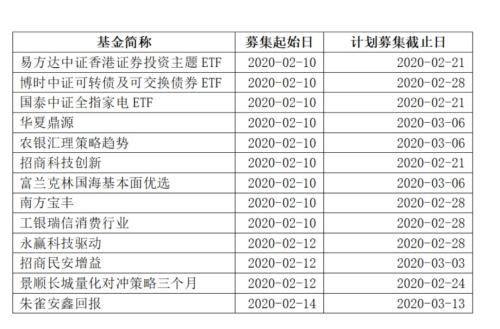 基金简称 募集起始日 计划募集截止日
易方达中证香港证券投资主题 ETF 2020-02-10 2020-02-21
博时中证可转债及可交换债券 ETF 2020-02-10 2020-02-28
国泰中证全指家电 ETF 2020-02-10 2020-02-21
华夏鼎源 2020-02-10 2020-03-06
农银汇理策略趋势 2020-02-10 2020-03-06
招商科技创新 2020-02-10 2020-02-21
富兰克林国海基本面优选 2020-02-10 2020-03-06
南方宝丰 2020-02-10 2020-02-28
工银瑞信消费行业 2020-02-10 2020-02-28
永赢科技驱动 2020-02-12 2020-02-28
招商民安增益 2020-02-12 2020-03-03
景顺长城量化对冲策略三个月 2020-02-12 2020-02-24
朱雀安鑫回报 2020-02-14 2020-03-13